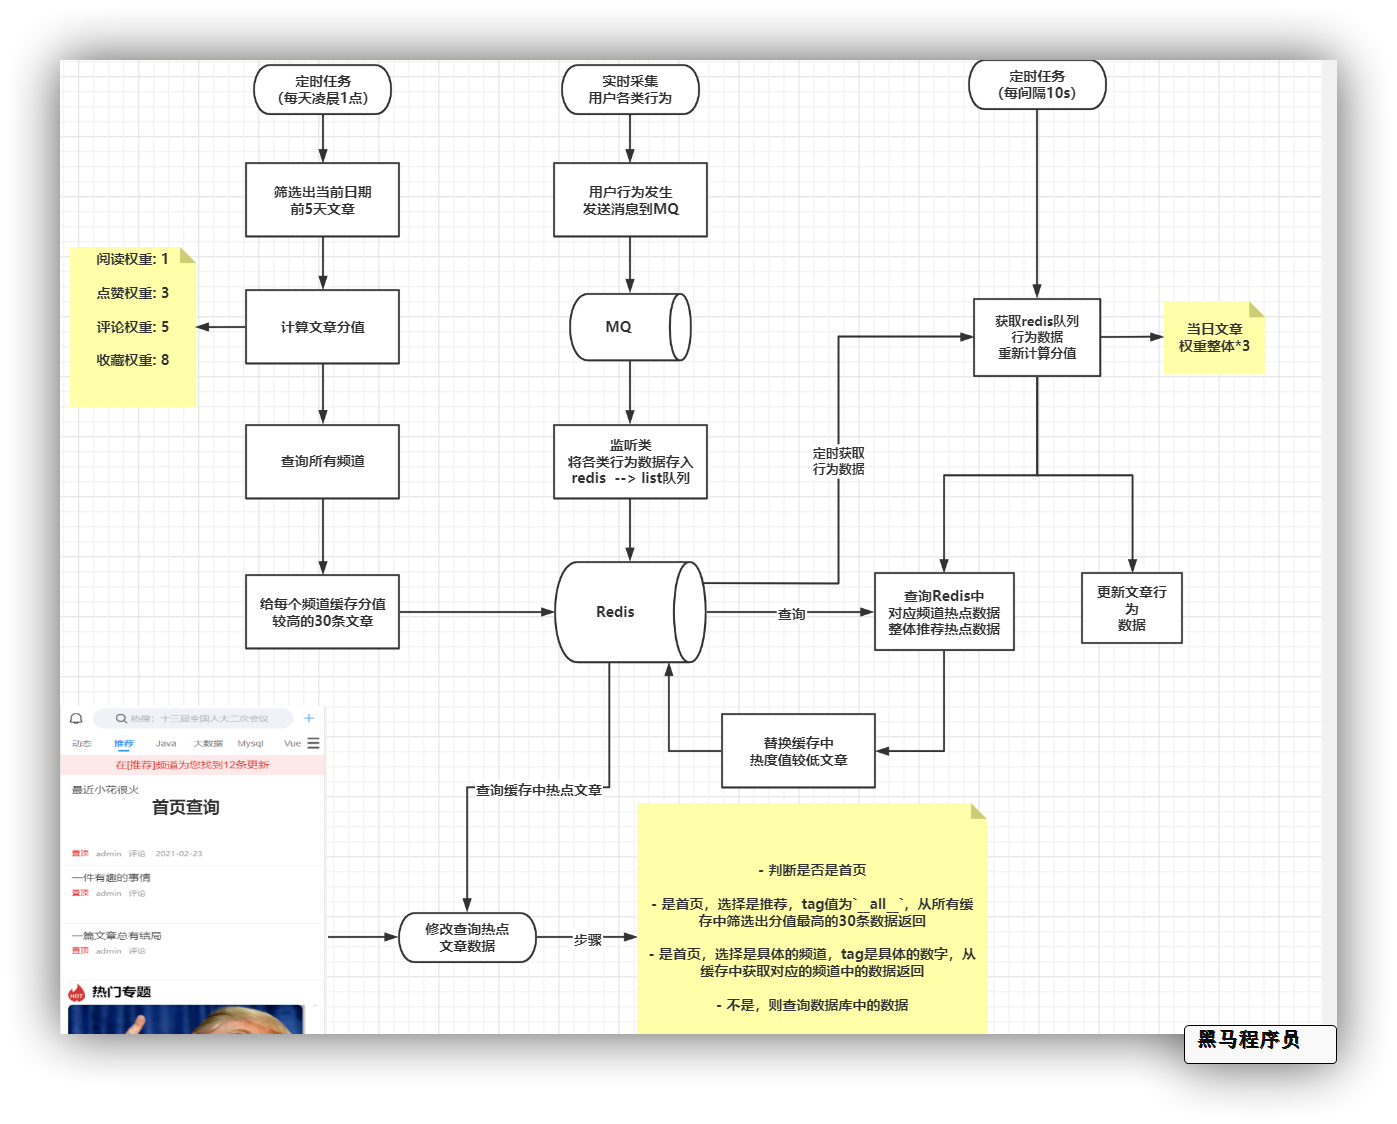 定时任务
（每天凌晨1点）
实时采集
用户各类行为
定时任务
（每间隔10s）
筛选出当前日期
前5天文章
用户行为发生
发送消息到MQ
阅读权重: 1
点赞权重: 3
评论权重: 5
收藏权重: 8
计算文章分值
MQ
获取redis队列
行为数据
重新计算分值
当日文章
权重整体*3
查询所有频道
监听类
将各类行为数据存入
redis --> list队列
定时获取
行为数据
给每个频道缓存分值
较高的30条文章
Redis
查询
查询Redis中
对应频道热点数据
整体推荐热点数据
更新文章行
为
数据
替换缓存中
热度值较低文章
查询缓存中热点文章
热搜：十三届全国人大二次会议
动态 推荐 Java 大数据 Mysql Vue
在[推荐]频道为您找到12条更新
最近小花很火
首页查询
置顶 admin 评论 2021-02-23
一件有趣的事情
置顶 admin 评论
一篇文章总有结局
置顶 admin 评论
HOT 热门专题
修改查询热点
文章数据
步骤
- 判断是否是首页
- 是首页，选择是推荐，tag值为`__all__`，从所有缓
存中筛选出分值最高的30条数据返回
- 是首页，选择是具体的频道，tag是具体的数字，从
缓存中获取对应的频道中的数据返回
- 不是，则查询数据库中的数据
黑马程序员